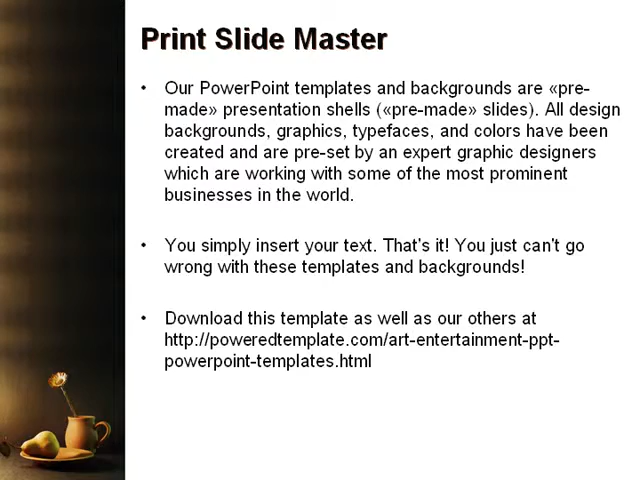 Print Slide Master
• Our PowerPoint templates and backgrounds are «pre-
made» presentation shells («pre-made» slides). All design
backgrounds, graphics, typefaces, and colors have been
created and are pre-set by an expert graphic designers
which are working with some of the most prominent
businesses in the world.
• You simply insert your text. That's it! You just can't go
wrong with these templates and backgrounds!
• Download this template as well as our others at
http://poweredtemplate.com/art-entertainment-ppt-
powerpoint-templates.html